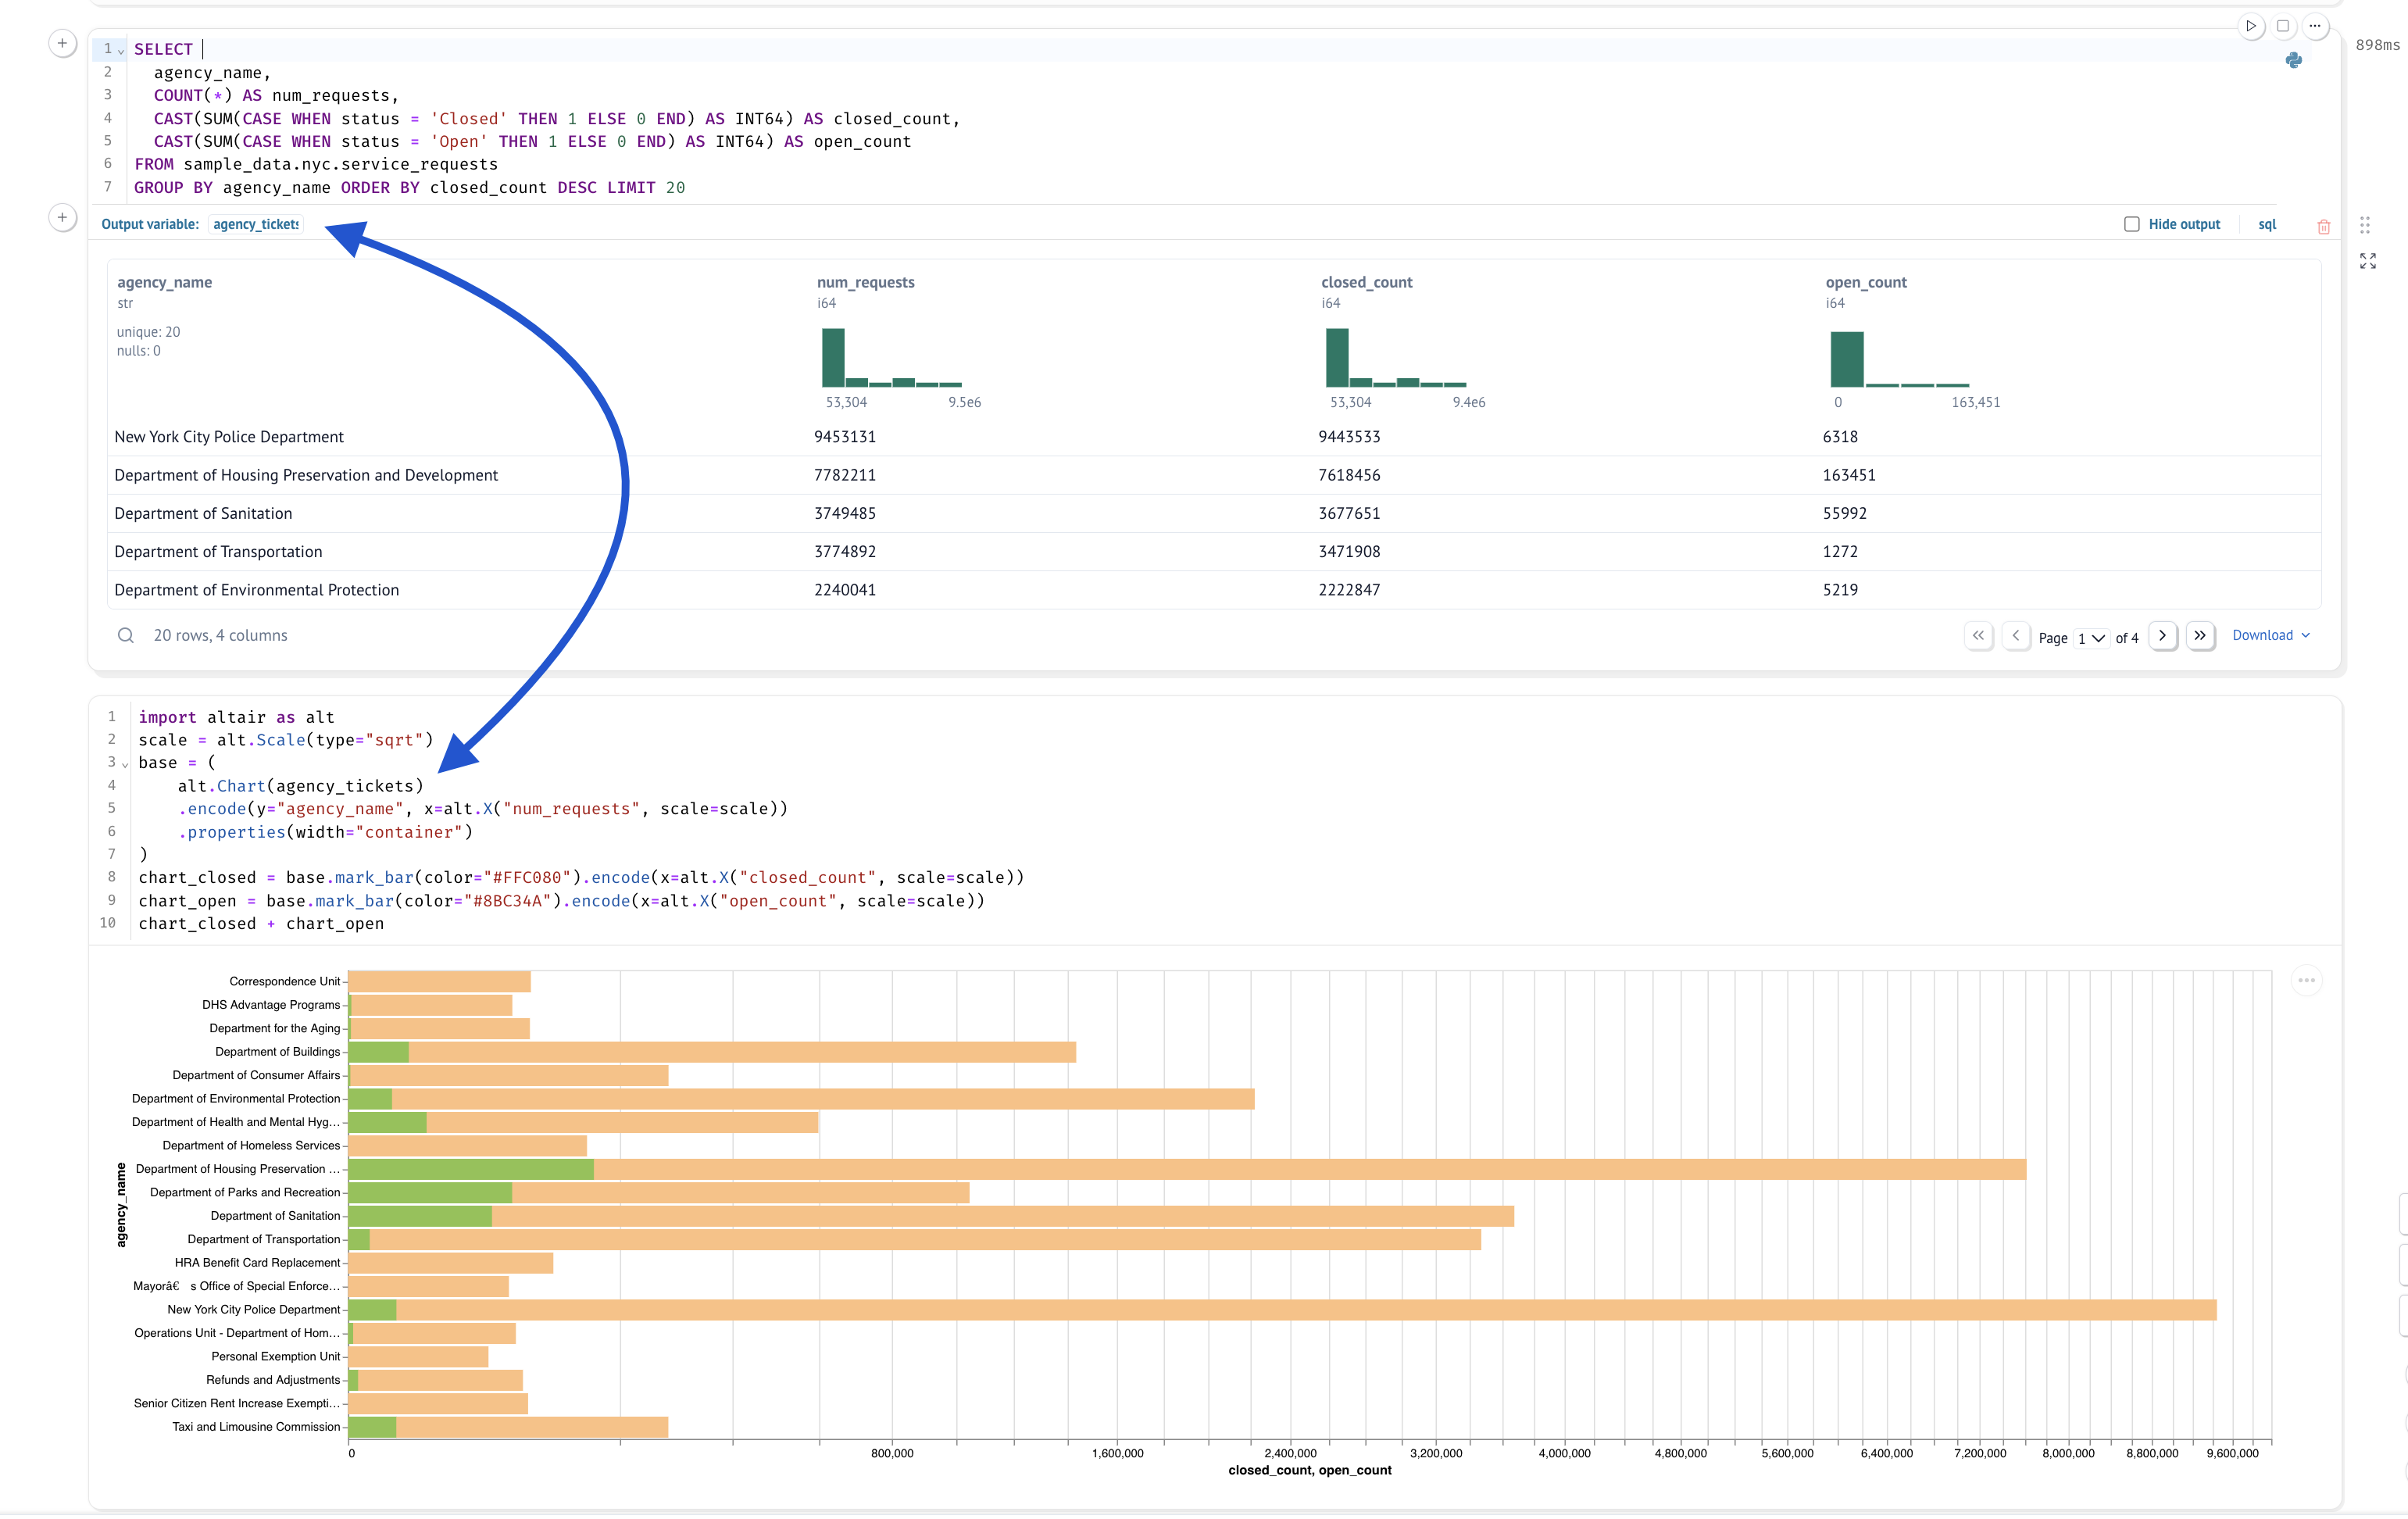 898ms
1 SELECT
2 agency_name,
3 COUNT(*) AS num_requests,
4 CAST(SUM(CASE WHEN status = 'Closed' THEN 1 ELSE 0 END) AS INT64) AS closed_count,
5 CAST(SUM(CASE WHEN status = 'Open' THEN 1 ELSE 0 END) AS INT64) AS open_count
6 FROM sample_data.nyc.service_requests
7 GROUP BY agency_name ORDER BY closed_count DESC LIMIT 20
Output variable: agency_tickets Hide output sql
agency_name num_requests closed_count open_count
str i64 i64 i64
unique: 20
nulls: 0
53,304 9.5e6 53,304 9.4e6 0 163,451
New York City Police Department 9453131 9443533 6318
Department of Housing Preservation and Development 7782211 7618456 163451
Department of Sanitation 3749485 3677651 55992
Department of Transportation 3774892 3471908 1272
Department of Environmental Protection 2240041 2222847 5219
20 rows, 4 columns Page 1 of 4 Download
1 import altair as alt
2 scale = alt.Scale(type="sqrt")
3 base = (
4 alt.Chart(agency_tickets)
5 .encode(y="agency_name", x=alt.X("num_requests", scale=scale))
6 .properties(width="container")
7 )
8 chart_closed = base.mark_bar(color="#FFC080").encode(x=alt.X("closed_count", scale=scale))
9 chart_open = base.mark_bar(color="#8BC34A").encode(x=alt.X("open_count", scale=scale))
10 chart_closed + chart_open
agency_name
Correspondence Unit
DHS Advantage Programs
Department for the Aging
Department of Buildings
Department of Consumer Affairs
Department of Environmental Protection
Department of Health and Mental Hyg…
Department of Homeless Services
Department of Housing Preservation …
Department of Parks and Recreation
Department of Sanitation
Department of Transportation
HRA Benefit Card Replacement
Mayorâ€ s Office of Special Enforce…
New York City Police Department
Operations Unit - Department of Hom…
Personal Exemption Unit
Refunds and Adjustments
Senior Citizen Rent Increase Exempti…
Taxi and Limousine Commission
0 800,000 1,600,000 2,400,000 3,200,000 4,000,000 4,800,000 5,600,000 6,400,000 7,200,000 8,000,000 8,800,000 9,600,000
closed_count, open_count